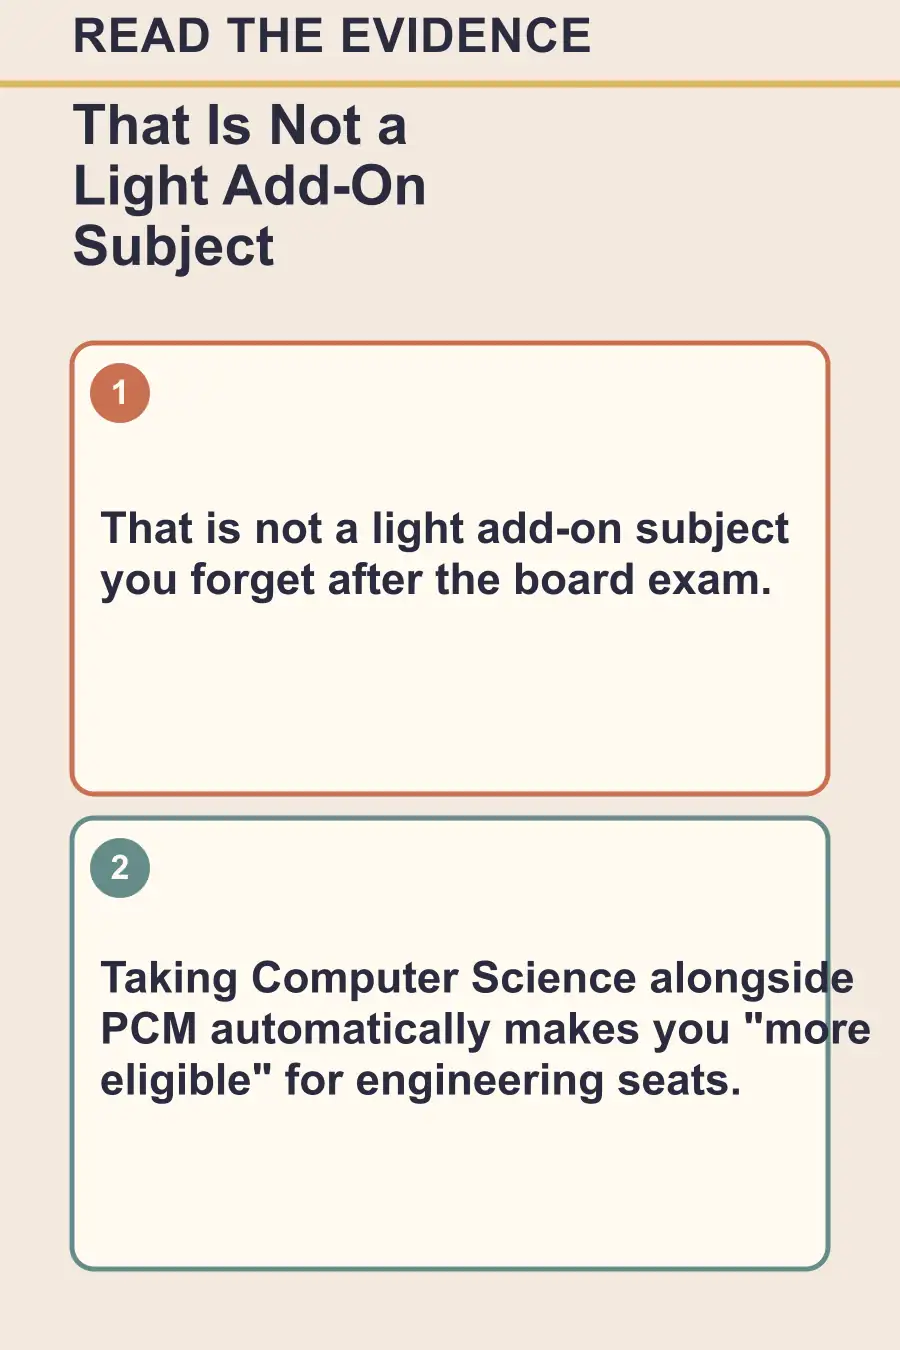 READ THE EVIDENCE
That Is Not a
Light Add-On
Subject
1
That is not a light add-on subject
you forget after the board exam.
2
Taking Computer Science alongside
PCM automatically makes you "more
eligible" for engineering seats.